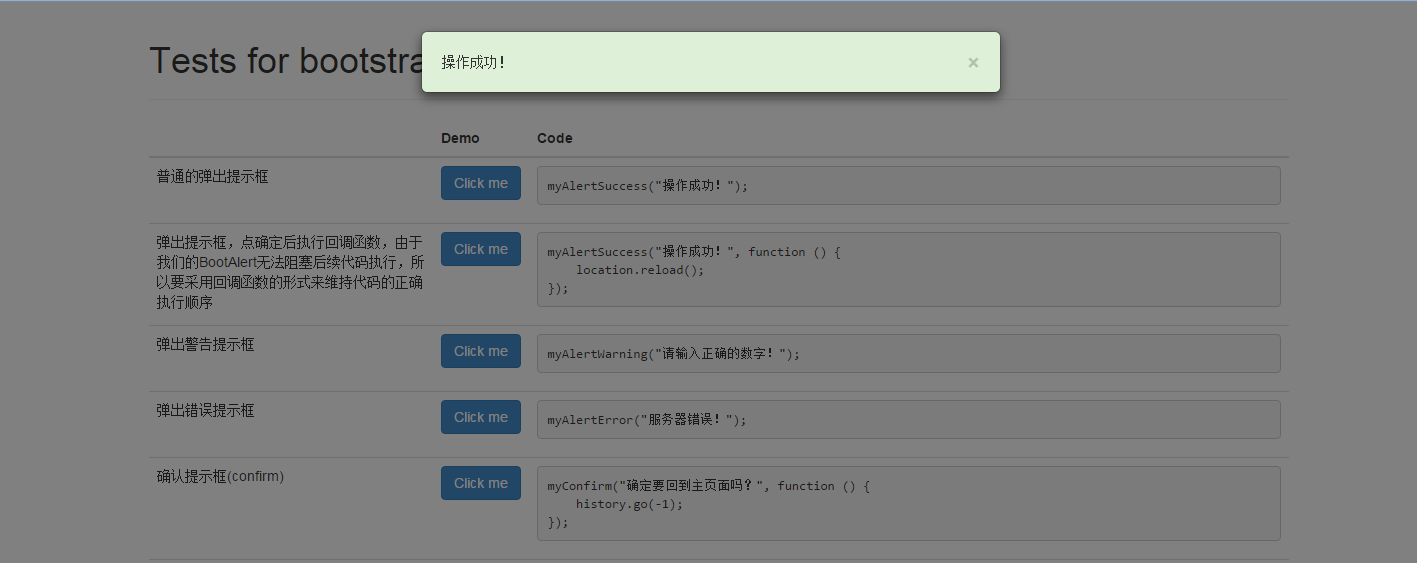 Tests for bootstra
操作成功！ ×
Demo Code
普通的弹出提示框 Click me myAlertSuccess("操作成功！");
弹出提示框，点确定后执行回调函数，由于
我们的BootAlert无法阻塞后续代码执行，所
以要采用回调函数的形式来维持代码的正确
执行顺序
Click me
myAlertSuccess("操作成功！", function () {
    location.reload();
});
弹出警告提示框 Click me myAlertWarning("请输入正确的数字！");
弹出错误提示框 Click me myAlertError("服务器错误！");
确认提示框(confirm) Click me
myConfirm("确定要回到主页面吗？", function () {
    history.go(-1);
});